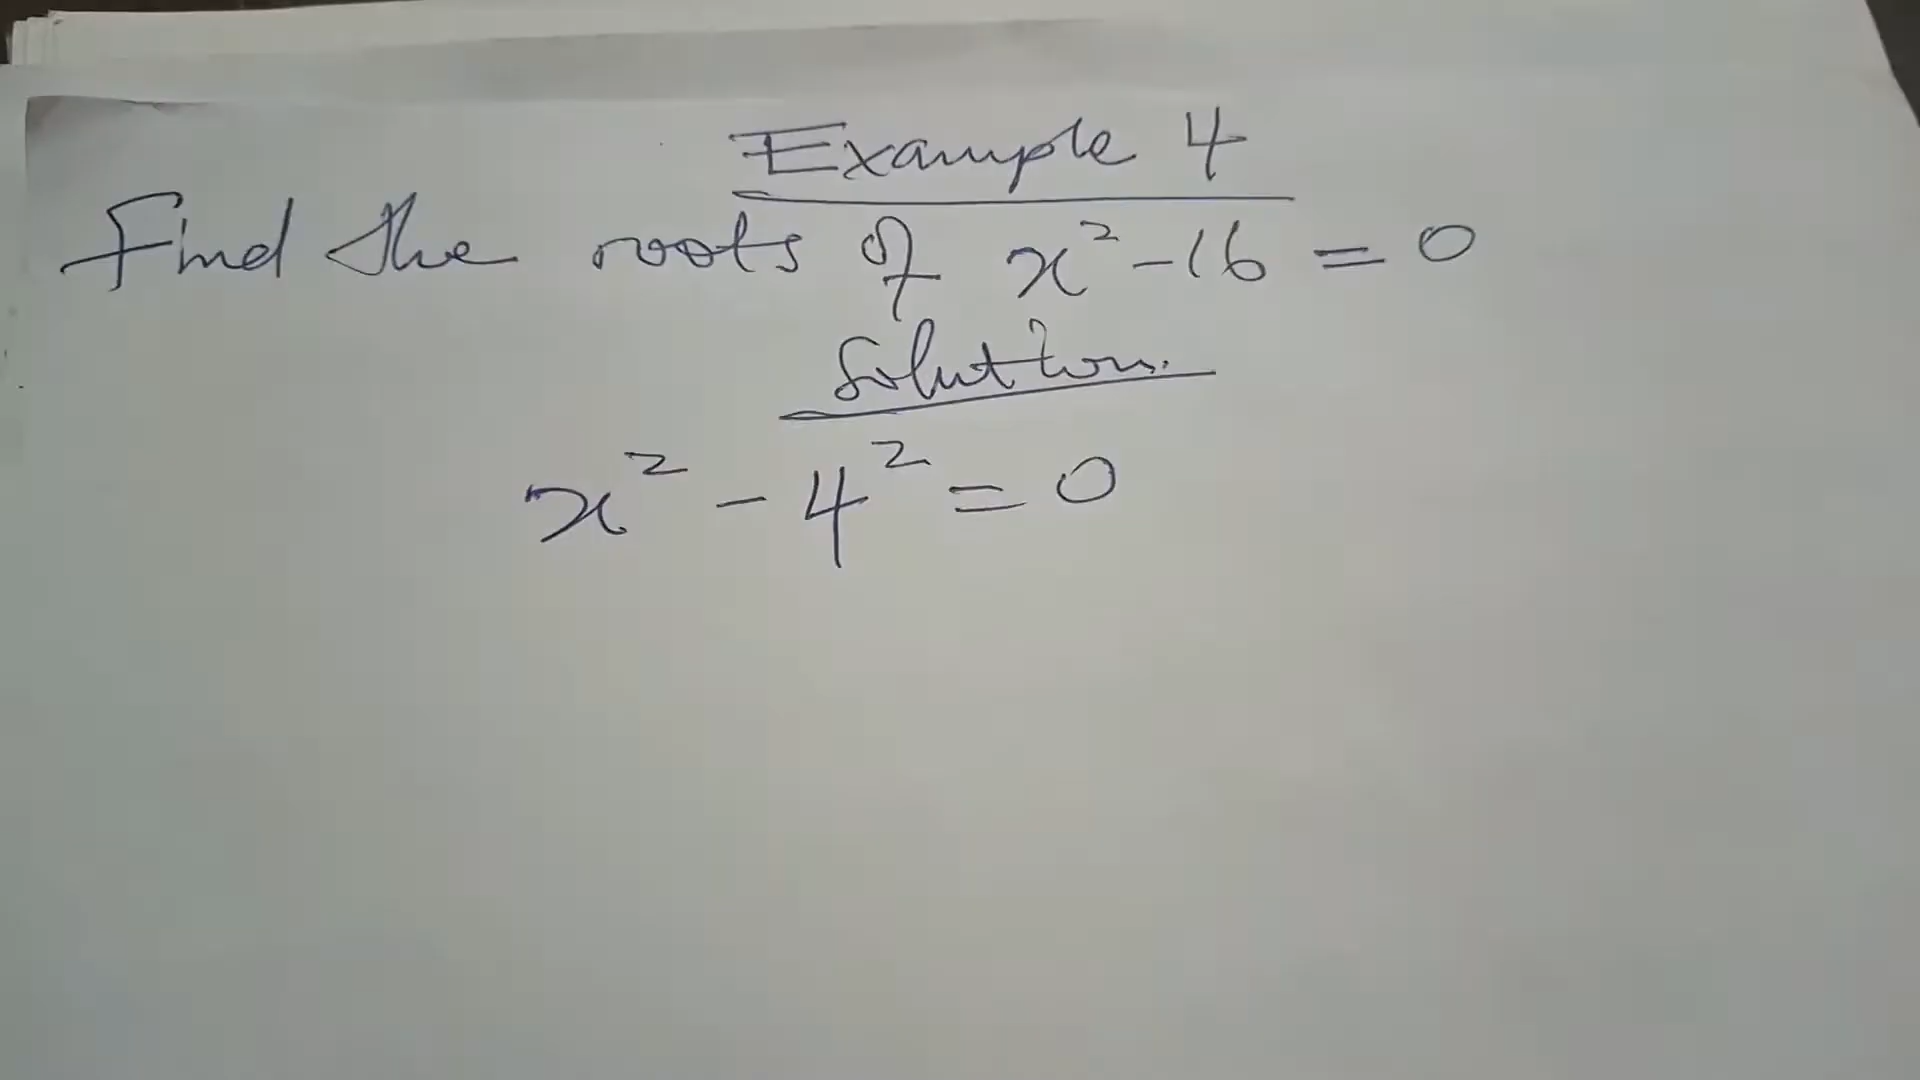 Example 4
Find the roots of x² - 16 = 0
Solution.
x² - 4² = 0